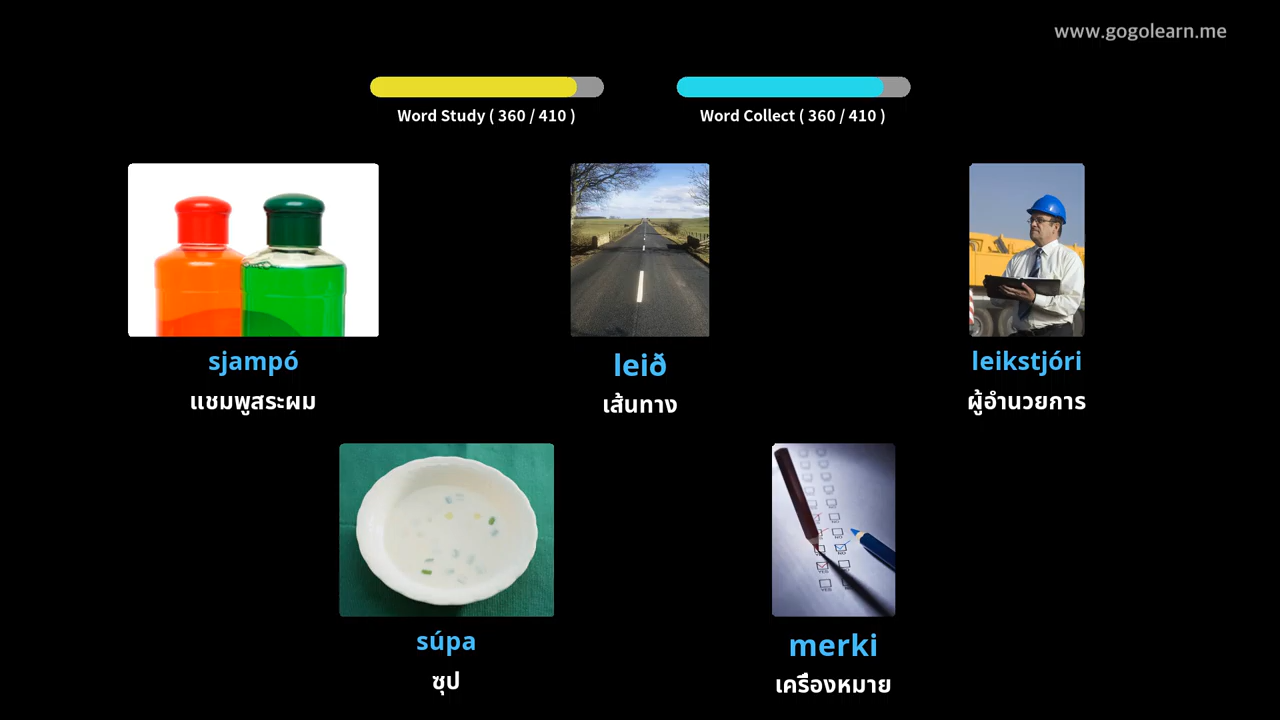 www.gogolearn.me
Word Study ( 360 / 410 )
Word Collect ( 360 / 410 )
sjampó
แชมพูสระผม
leið
เส้นทาง
leikstjóri
ผู้อำนวยการ
súpa
ซุป
merki
เครื่องหมาย